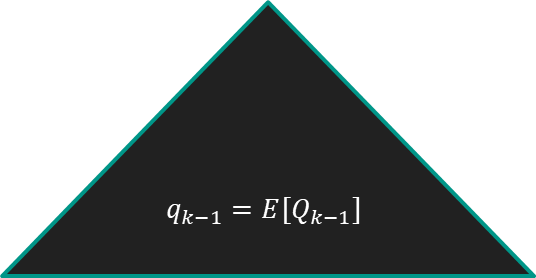 q_{k-1} = E[Q_{k-1}]